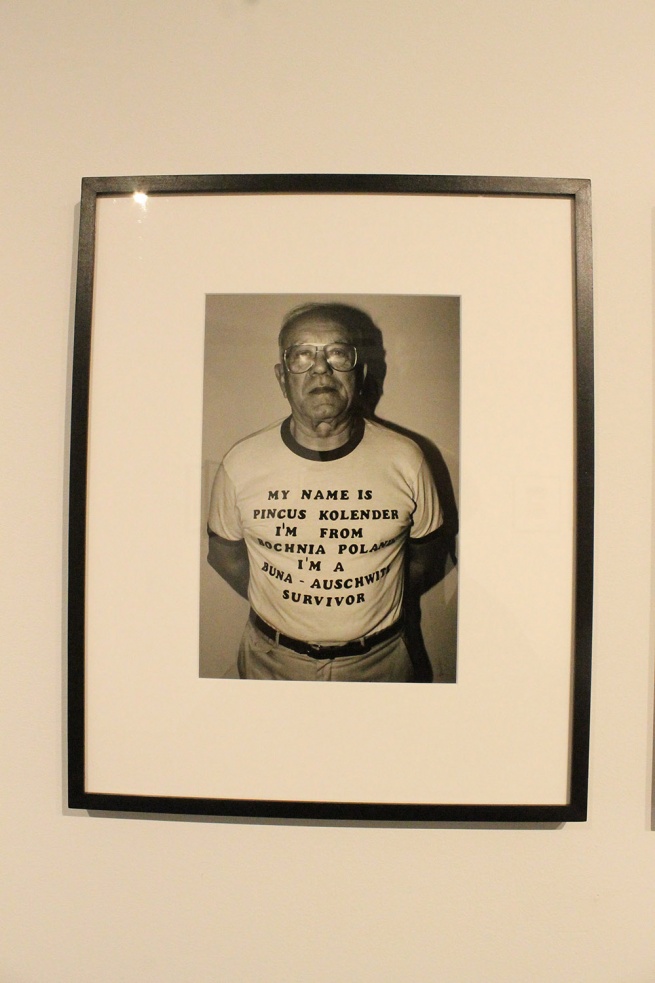 MY NAME IS
PINCUS KOLENDER
I'M FROM
BOCHNIA POLAND
I'M A
BUNA - AUSCHWITZ
SURVIVOR